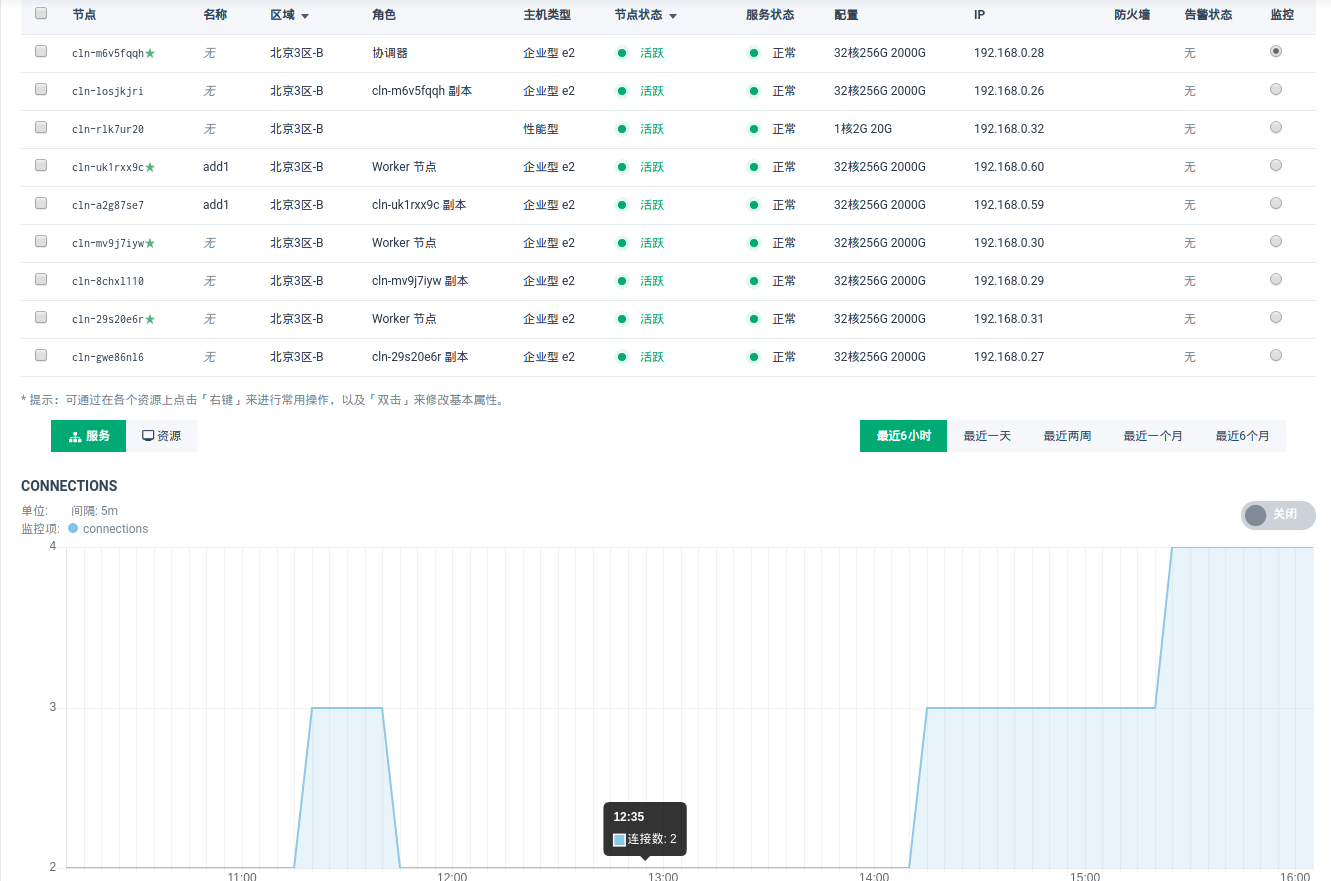 节点 名称 区域 角色 主机类型 节点状态 服务状态 配置 IP 防火墙 告警状态 监控
cln-m6v5fqqh★ 无 北京3区-B 协调器 企业型 e2 活跃 正常 32核256G 2000G 192.168.0.28 无
cln-losjkjri 无 北京3区-B cln-m6v5fqqh 副本 企业型 e2 活跃 正常 32核256G 2000G 192.168.0.26 无
cln-rlk7ur20 无 北京3区-B 性能型 活跃 正常 1核2G 20G 192.168.0.32 无
cln-uk1rxx9c★ add1 北京3区-B Worker 节点 企业型 e2 活跃 正常 32核256G 2000G 192.168.0.60 无
cln-a2g87se7 add1 北京3区-B cln-uk1rxx9c 副本 企业型 e2 活跃 正常 32核256G 2000G 192.168.0.59 无
cln-mv9j7iyw★ 无 北京3区-B Worker 节点 企业型 e2 活跃 正常 32核256G 2000G 192.168.0.30 无
cln-8chxl110 无 北京3区-B cln-mv9j7iyw 副本 企业型 e2 活跃 正常 32核256G 2000G 192.168.0.29 无
cln-29s20e6r★ 无 北京3区-B Worker 节点 企业型 e2 活跃 正常 32核256G 2000G 192.168.0.31 无
cln-gwe86nl6 无 北京3区-B cln-29s20e6r 副本 企业型 e2 活跃 正常 32核256G 2000G 192.168.0.27 无
* 提示：可通过在各个资源上点击「右键」来进行常用操作，以及「双击」来修改基本属性。
服务 资源 最近6小时 最近一天 最近两周 最近一个月 最近6个月
CONNECTIONS
单位: 间隔: 5m
关闭
监控项: connections
4
3
12:35
连接数: 2
2
11:00 12:00 13:00 14:00 15:00 16:00